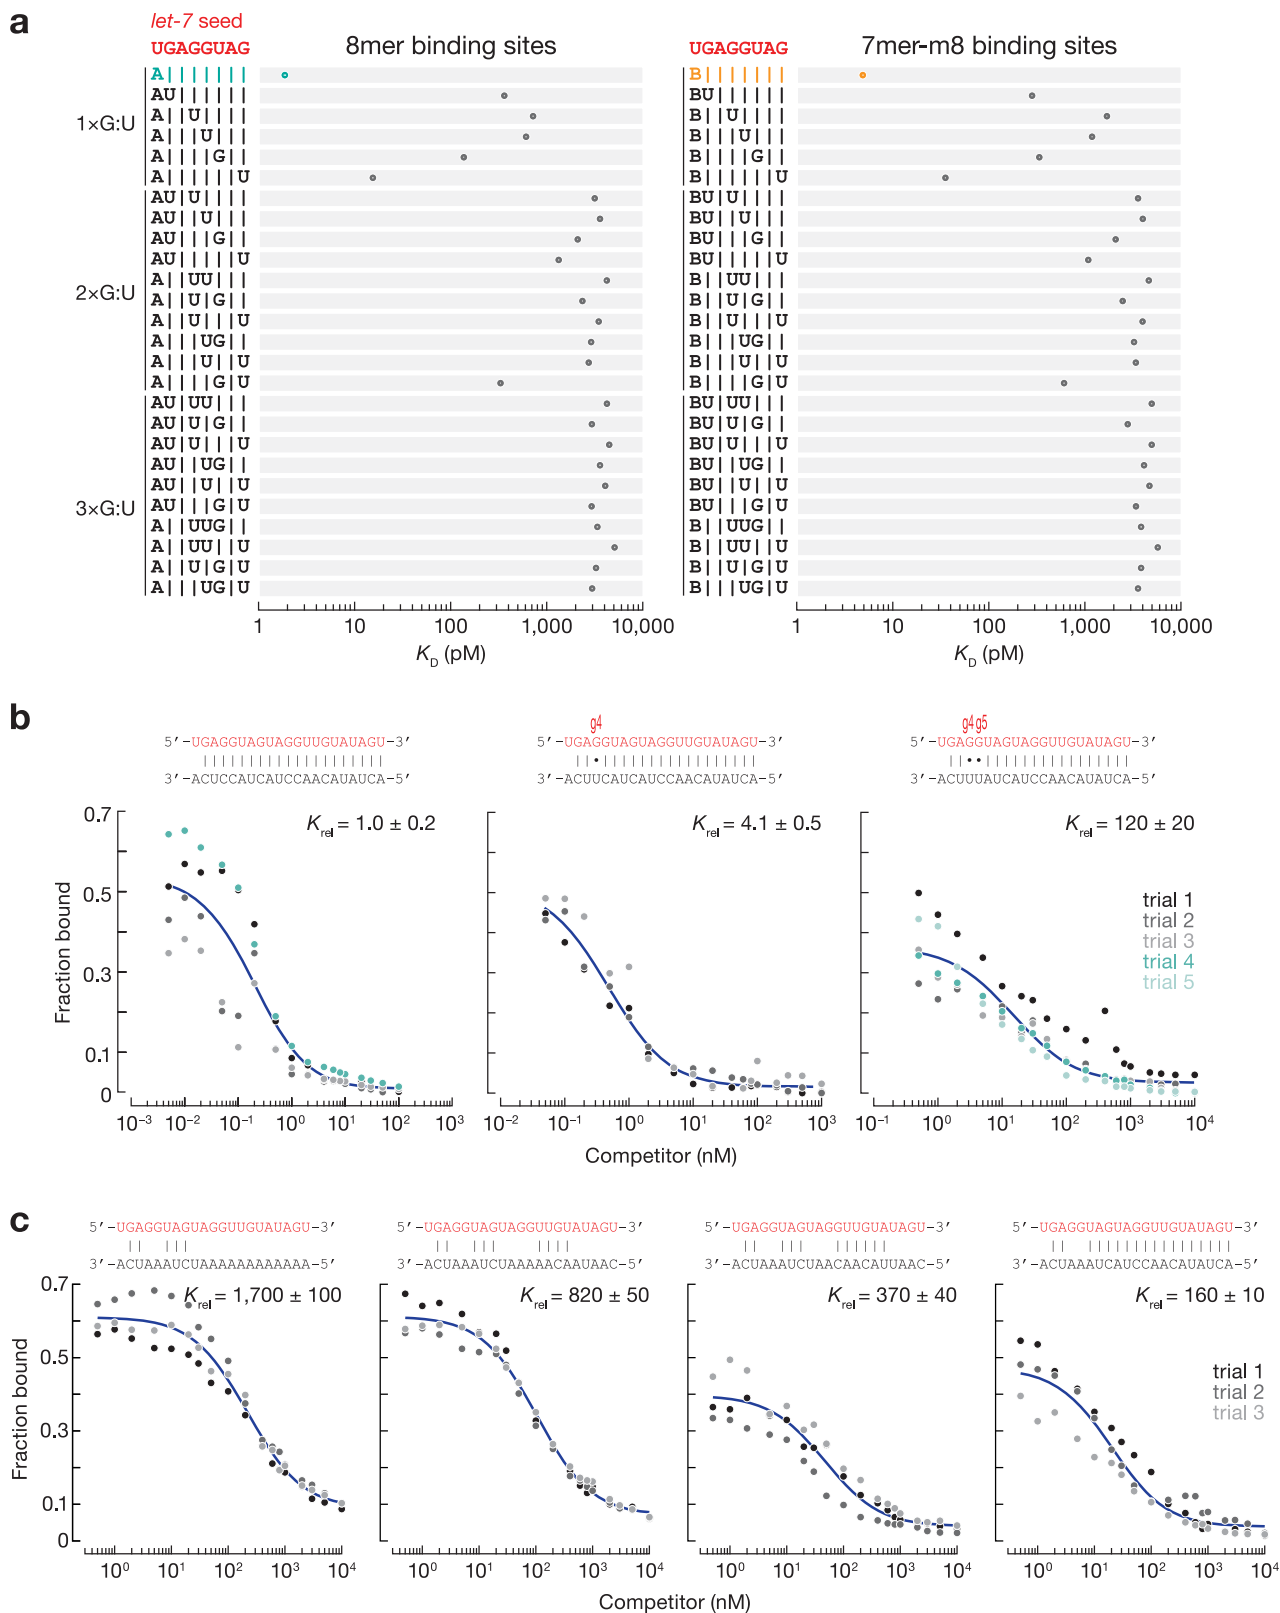 a
let-7 seed
UGAGGUAG
8mer binding sites
UGAGGUAG
7mer-m8 binding sites
1×G:U
2×G:U
3×G:U
A|||||||
AU||||||
A||U||||
A|||U|||
A||||G||
A||||||U
AU|U||||
AU||U|||
AU|||G||
AU|||||U
A||UU|||
A||U|G||
A||U|||U
A|||UG||
A|||U||U
A||||G|U
AU|UU|||
AU|U|G||
AU|U|||U
AU||UG||
AU||U||U
AU|||G|U
A||UUG||
A||UU||U
A||U|G|U
A|||UG|U
1 10 100 1,000 10,000
K_D (pM)
B|||||||
BU||||||
B||U||||
B|||U|||
B||||G||
B||||||U
BU|U||||
BU||U|||
BU|||G||
BU|||||U
B||UU|||
B||U|G||
B||U|||U
B|||UG||
B|||U||U
B||||G|U
BU|UU|||
BU|U|G||
BU|U|||U
BU||UG||
BU||U||U
BU|||G|U
B||UUG||
B||UU||U
B||U|G|U
B|||UG|U
1 10 100 1,000 10,000
K_D (pM)
b
5′-UGAGGUAGUAGGUUGUAUAGU-3′
3′-ACUCCAUCAUCCAACAUAUCA-5′
K_rel = 1.0 ± 0.2
g4
5′-UGAGGUAGUAGGUUGUAUAGU-3′
3′-ACUUCAUCAUCCAACAUAUCA-5′
K_rel = 4.1 ± 0.5
g4 g5
5′-UGAGGUAGUAGGUUGUAUAGU-3′
3′-ACUUUAUCAUCCAACAUAUCA-5′
K_rel = 120 ± 20
trial 1
trial 2
trial 3
trial 4
trial 5
Fraction bound
0.7
0.5
0.3
0.1
0
10⁻³ 10⁻² 10⁻¹ 10⁰ 10¹ 10² 10³
10⁻² 10⁻¹ 10⁰ 10¹ 10² 10³
10⁻¹ 10⁰ 10¹ 10² 10³ 10⁴
Competitor (nM)
c
5′-UGAGGUAGUAGGUUGUAUAGU-3′
3′-ACUAAAUCUAAAAAAAAAAAA-5′
K_rel = 1,700 ± 100
5′-UGAGGUAGUAGGUUGUAUAGU-3′
3′-ACUAAAUCUAAAAACAAUAAC-5′
K_rel = 820 ± 50
5′-UGAGGUAGUAGGUUGUAUAGU-3′
3′-ACUAAAUCUAACAACAUUAAC-5′
K_rel = 370 ± 40
5′-UGAGGUAGUAGGUUGUAUAGU-3′
3′-ACUAAAUCAUCCAACAUAUCA-5′
K_rel = 160 ± 10
trial 1
trial 2
trial 3
Fraction bound
0.7
0.5
0.3
0.1
0
10⁰ 10¹ 10² 10³ 10⁴
10⁰ 10¹ 10² 10³ 10⁴
10⁰ 10¹ 10² 10³ 10⁴
10⁰ 10¹ 10² 10³ 10⁴
Competitor (nM)